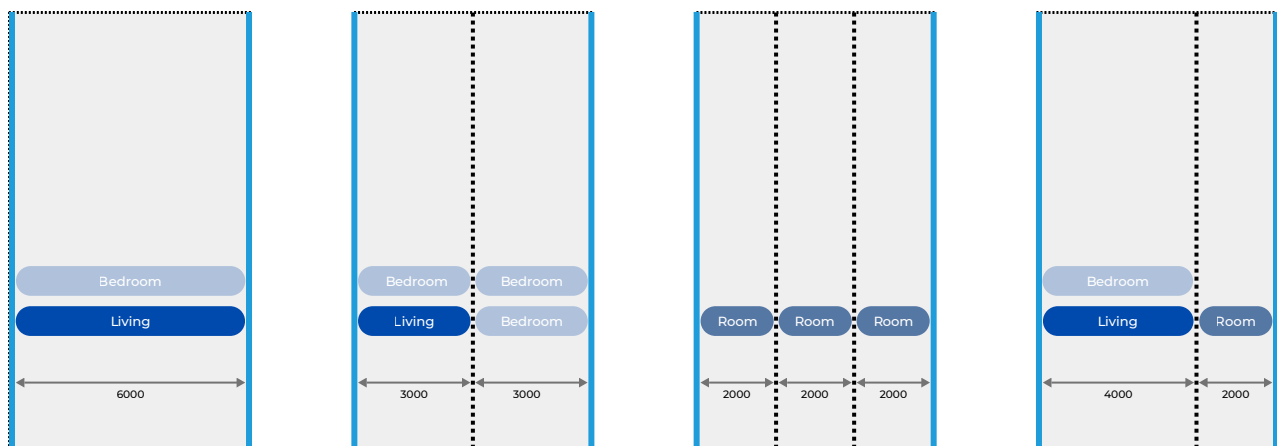 Bedroom
Living
6000
Bedroom Bedroom
Living Bedroom
3000 3000
Room Room Room
2000 2000 2000
Bedroom
Living Room
4000 2000